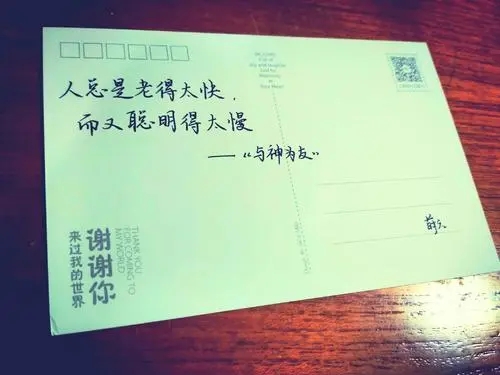 人总是老得太快，
而又聪明得太慢
——“与神为友”
谢谢你
来过我的世界
THANK YOU
FOR COMING TO
MY WORLD